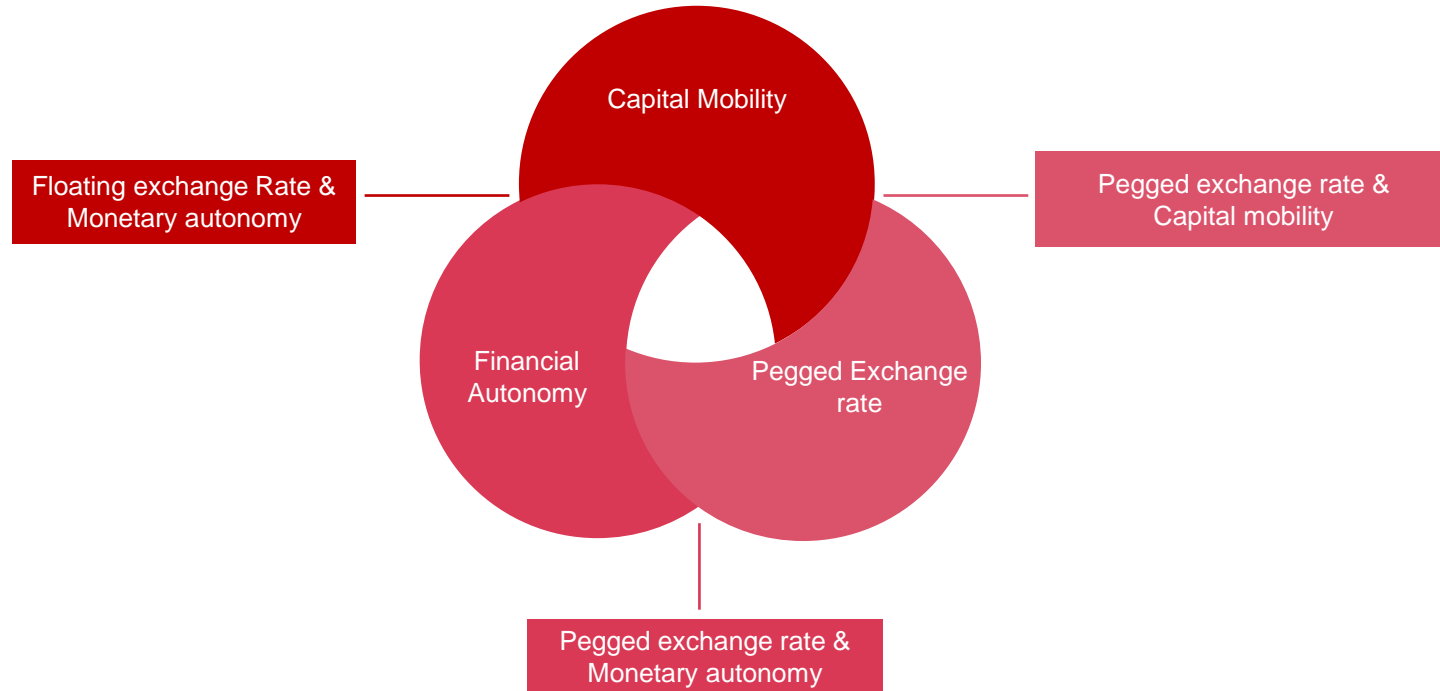 Capital Mobility
Floating exchange Rate &
Monetary autonomy
Pegged exchange rate &
Capital mobility
Financial
Autonomy
Pegged Exchange
rate
Pegged exchange rate &
Monetary autonomy